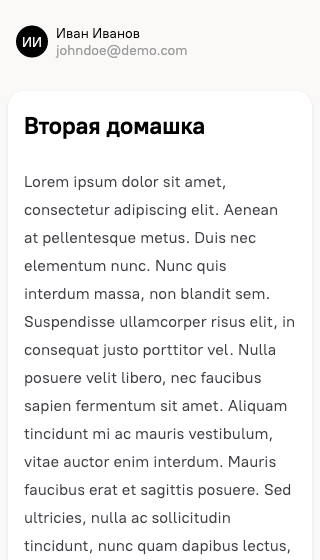 ИИ
Иван Иванов
johndoe@demo.com
Вторая домашка
Lorem ipsum dolor sit amet,
consectetur adipiscing elit. Aenean
at pellentesque metus. Duis nec
elementum nunc. Nunc quis
interdum massa, non blandit sem.
Suspendisse ullamcorper risus elit, in
consequat justo porttitor vel. Nulla
posuere velit libero, nec faucibus
sapien fermentum sit amet. Aliquam
tincidunt mi ac mauris vestibulum,
vitae auctor enim interdum. Mauris
faucibus erat et sagittis posuere. Sed
ultricies, nulla ac sollicitudin
tincidunt, nunc quam dapibus lectus,